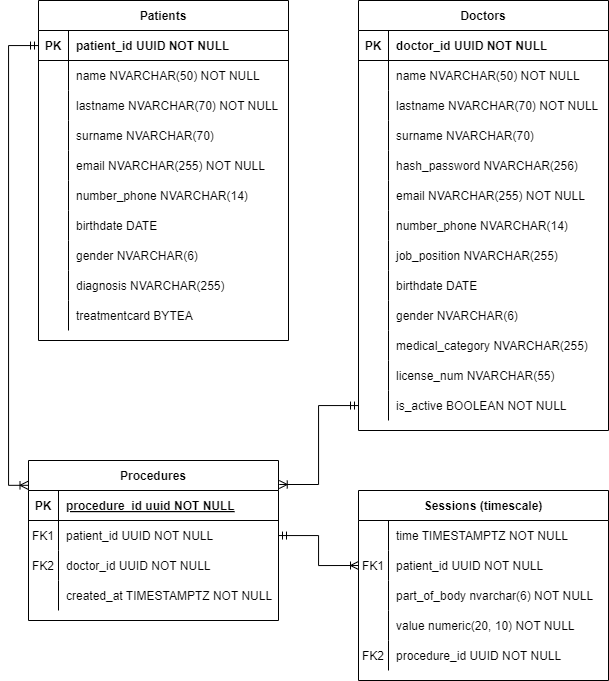 Patients
PK patient_id UUID NOT NULL
name NVARCHAR(50) NOT NULL
lastname NVARCHAR(70) NOT NULL
surname NVARCHAR(70)
email NVARCHAR(255) NOT NULL
number_phone NVARCHAR(14)
birthdate DATE
gender NVARCHAR(6)
diagnosis NVARCHAR(255)
treatmentcard BYTEA
Doctors
PK doctor_id UUID NOT NULL
name NVARCHAR(50) NOT NULL
lastname NVARCHAR(70) NOT NULL
surname NVARCHAR(70)
hash_password NVARCHAR(256)
email NVARCHAR(255) NOT NULL
number_phone NVARCHAR(14)
job_position NVARCHAR(255)
birthdate DATE
gender NVARCHAR(6)
medical_category NVARCHAR(255)
license_num NVARCHAR(55)
is_active BOOLEAN NOT NULL
Procedures
PK procedure_id uuid NOT NULL
FK1 patient_id UUID NOT NULL
FK2 doctor_id UUID NOT NULL
created_at TIMESTAMPTZ NOT NULL
Sessions (timescale)
time TIMESTAMPTZ NOT NULL
FK1 patient_id UUID NOT NULL
part_of_body nvarchar(6) NOT NULL
value numeric(20, 10) NOT NULL
FK2 procedure_id UUID NOT NULL